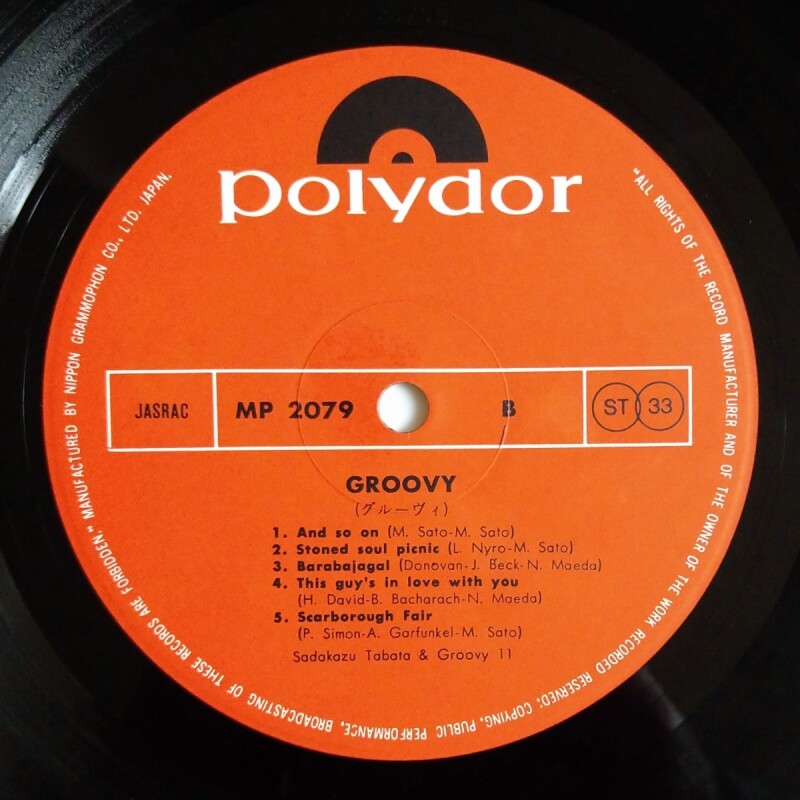 polydor
JASRAC
MP 2079
B
ST 33
GROOVY
(グルーヴィ)
1. And so on (M. Sato-M. Sato)
2. Stoned soul picnic (L. Nyro-M. Sato)
3. Barabajagal (Donovan-J. Beck-N. Maeda)
4. This guy's in love with you
(H. David-B. Bacharach-N. Maeda)
5. Scarborough Fair
(P. Simon-A. Garfunkel-M. Sato)
Sadakazu Tabata & Groovy 11
"ALL RIGHTS OF THE RECORD MANUFACTURER AND OF THE OWNER OF THE WORK RECORDED RESERVED; COPYING, PUBLIC PERFORMANCE, BROADCASTING OF THESE RECORDS ARE FORBIDDEN." MANUFACTURED BY NIPPON GRAMMOPHON CO., LTD. JAPAN.